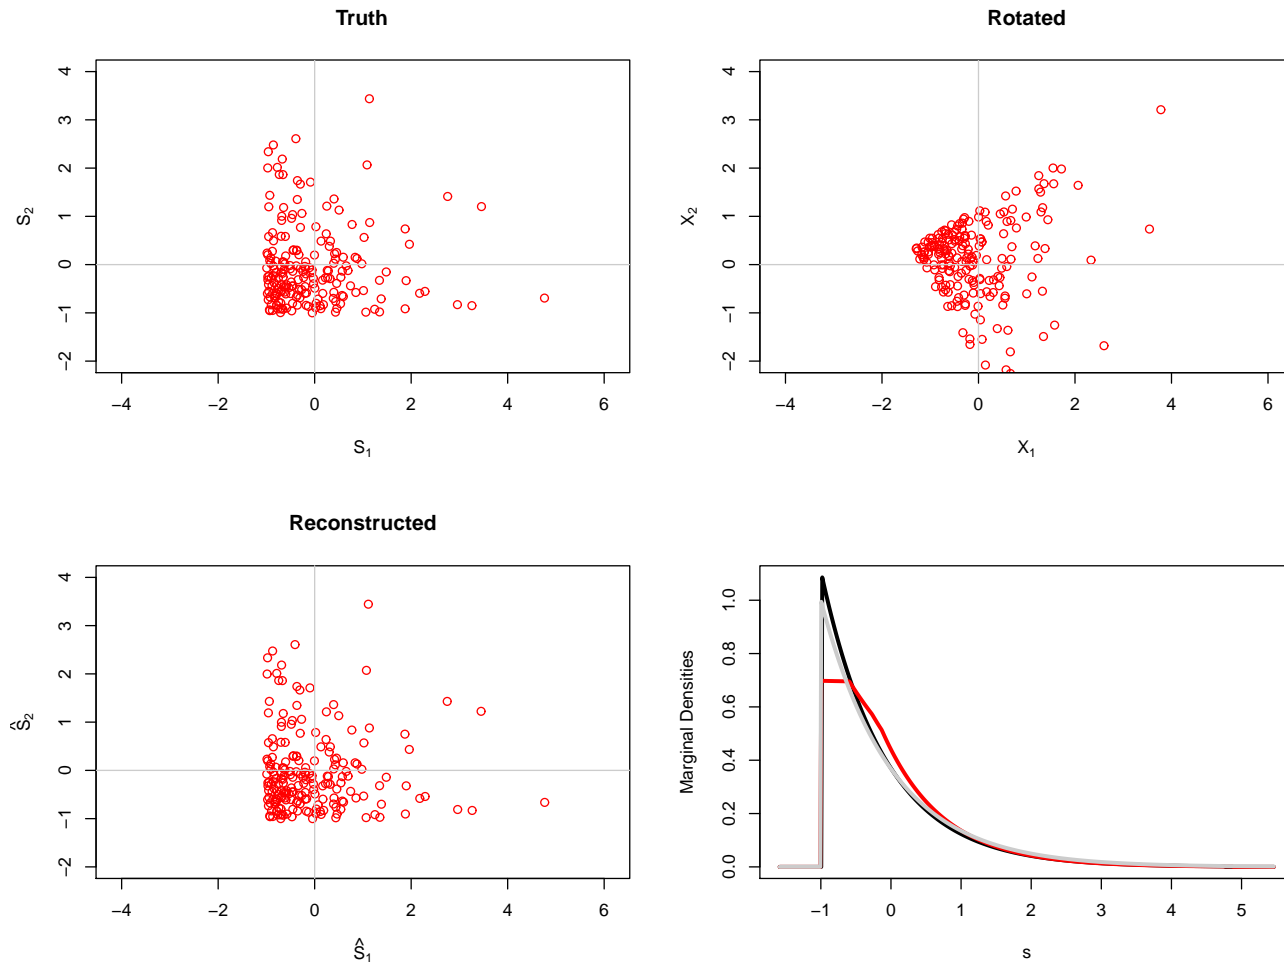 Truth
4
3
2
1
0
−1
−2
S₂
−4 −2 0 2 4 6
S₁
Rotated
4
3
2
1
0
−1
−2
X₂
−4 −2 0 2 4 6
X₁
Reconstructed
4
3
2
1
0
−1
−2
Ŝ₂
−4 −2 0 2 4 6
Ŝ₁
1.0
0.8
0.6
0.4
0.2
0.0
Marginal Densities
−1 0 1 2 3 4 5
s